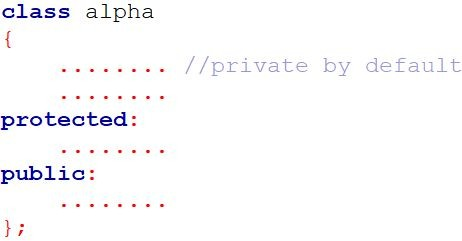 class alpha
{
    ........ //private by default
    ........
protected:
    ........
public:
    ........
};